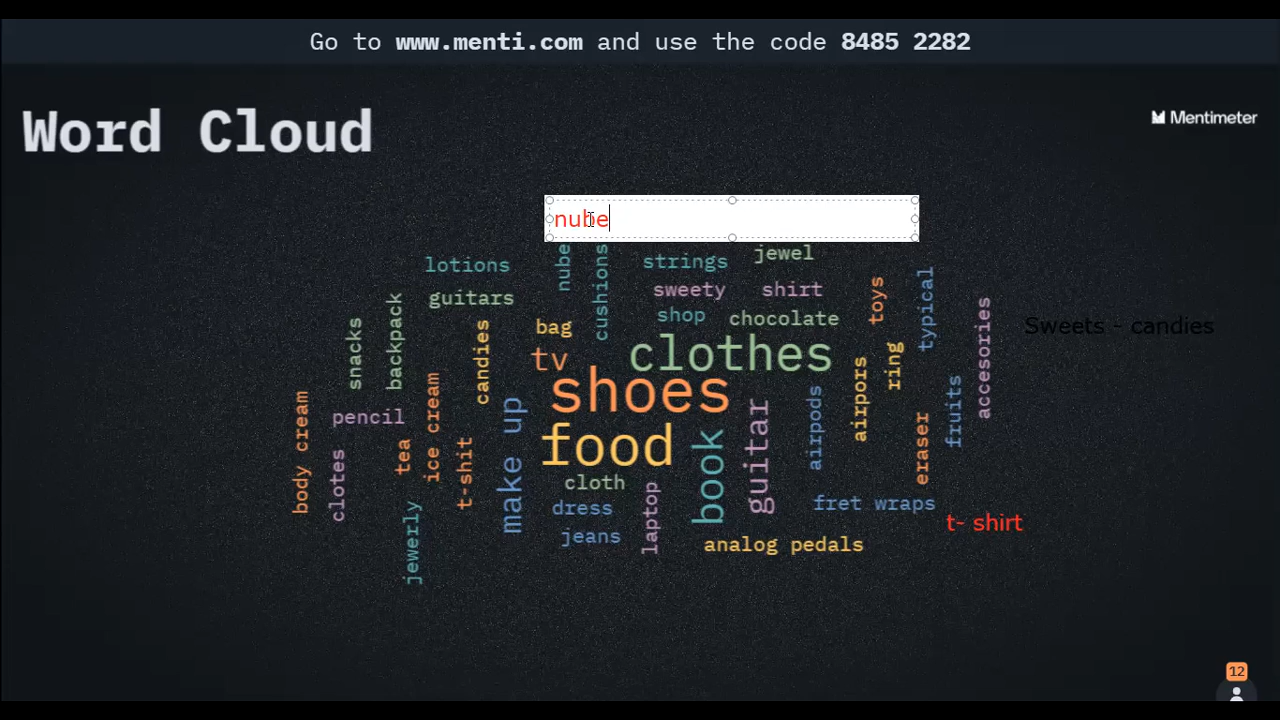 Go to www.menti.com and use the code 8485 2282
Word Cloud
Mentimeter
nube
lotions
nube
cushions
strings
jewel
guitars
sweety
shirt
toys
typical
snacks
backpack
candies
bag
shop
chocolate
accesories
Sweets - candies
tv
clothes
ring
airpors
shoes
body cream
pencil
ice cream
make up
airpods
fruits
clotes
tea
t-shit
food
book
guitar
eraser
cloth
dress
laptop
fret wraps
t- shirt
jewerly
jeans
analog pedals
12